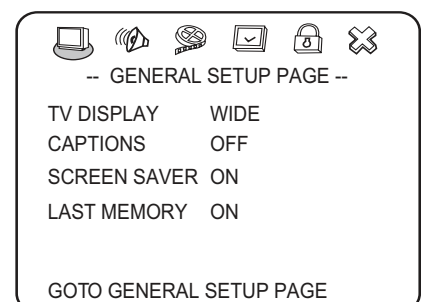 -- GENERAL SETUP PAGE --
TV DISPLAY WIDE
CAPTIONS OFF
SCREEN SAVER ON
LAST MEMORY ON
GOTO GENERAL SETUP PAGE